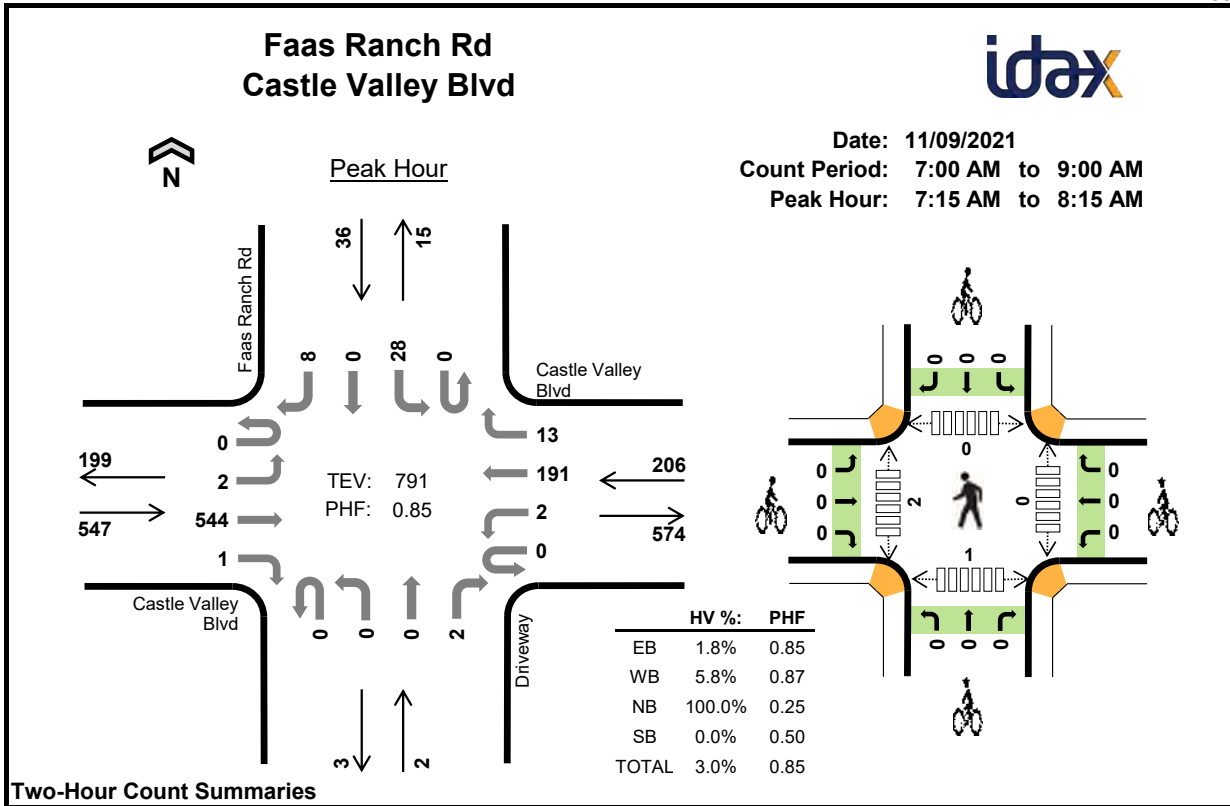 Faas Ranch Rd
Castle Valley Blvd
idax
Date: 11/09/2021
Count Period: 7:00 AM to 9:00 AM
Peak Hour: 7:15 AM to 8:15 AM
N
Peak Hour
36
15
Faas Ranch Rd
8
0
28
0
Castle Valley
Blvd
0
2
544
1
199
547
TEV: 791
PHF: 0.85
13
191
2
0
206
574
Castle Valley
Blvd
0
0
0
2
Driveway
3
2
HV %: PHF
EB 1.8% 0.85
WB 5.8% 0.87
NB 100.0% 0.25
SB 0.0% 0.50
TOTAL 3.0% 0.85
0
0
0
0
0
0
0
2
0
0
0
0
1
0
0
0
Two-Hour Count Summaries